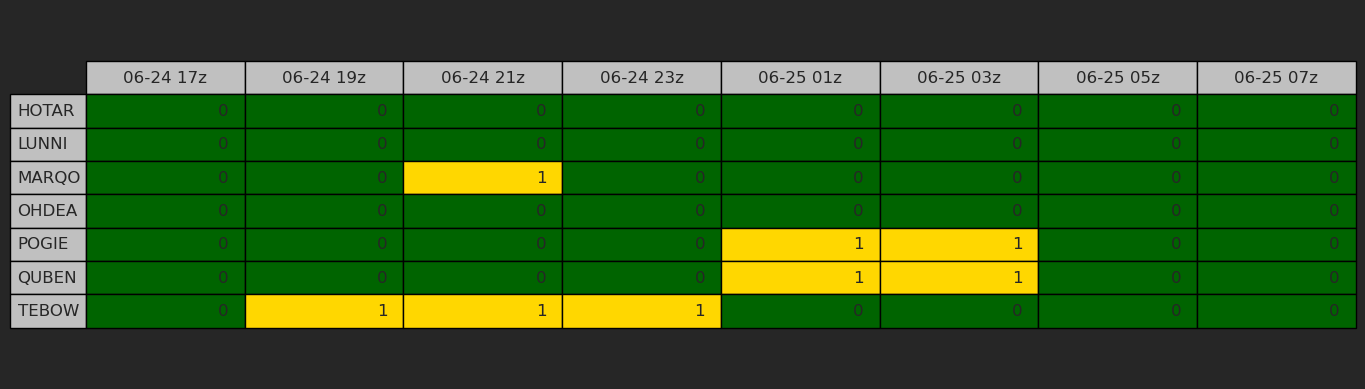 06-24 17z 06-24 19z 06-24 21z 06-24 23z 06-25 01z 06-25 03z 06-25 05z 06-25 07z
HOTAR 0 0 0 0 0 0 0 0
LUNNI 0 0 0 0 0 0 0 0
MARQO 0 0 1 0 0 0 0 0
OHDEA 0 0 0 0 0 0 0 0
POGIE 0 0 0 0 1 1 0 0
QUBEN 0 0 0 0 1 1 0 0
TEBOW 0 1 1 1 0 0 0 0